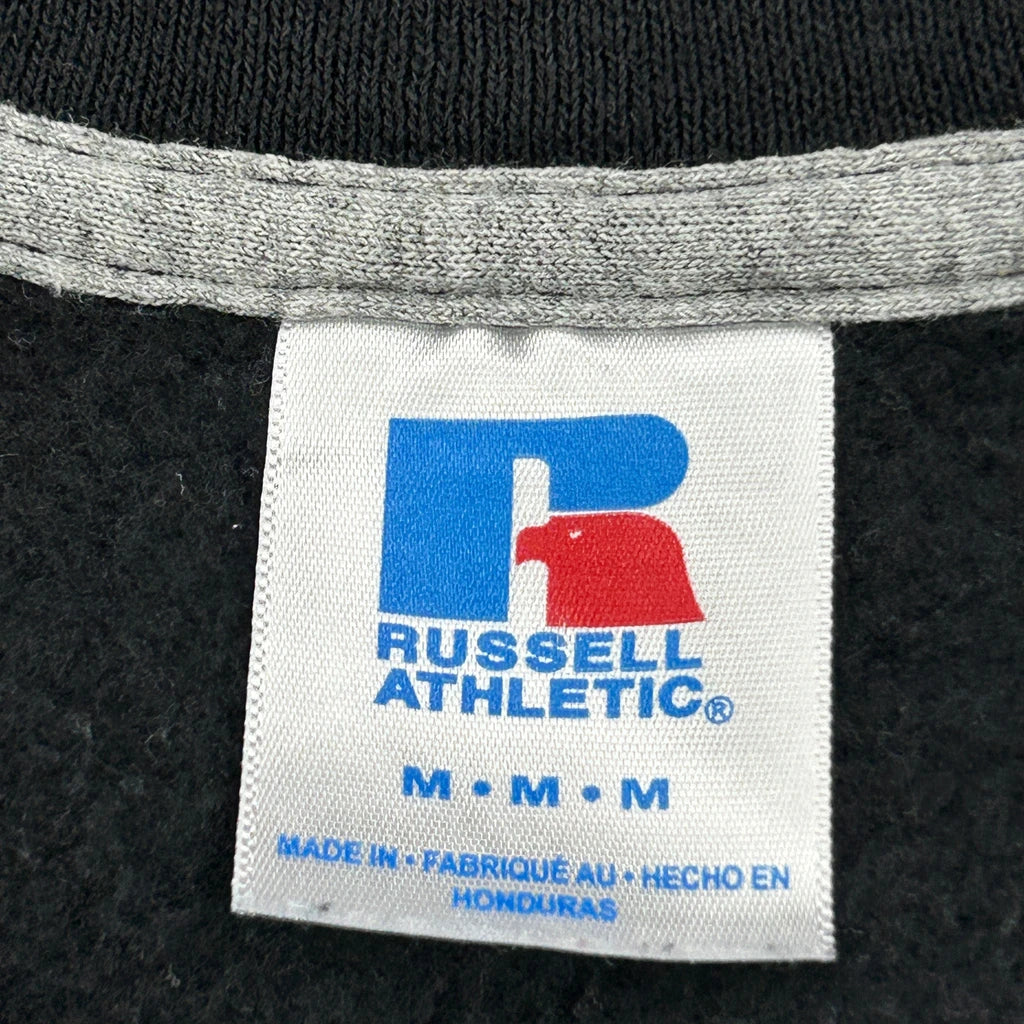 RUSSELL
ATHLETIC®
M • M • M
MADE IN • FABRIQUÉ AU • HECHO EN
HONDURAS